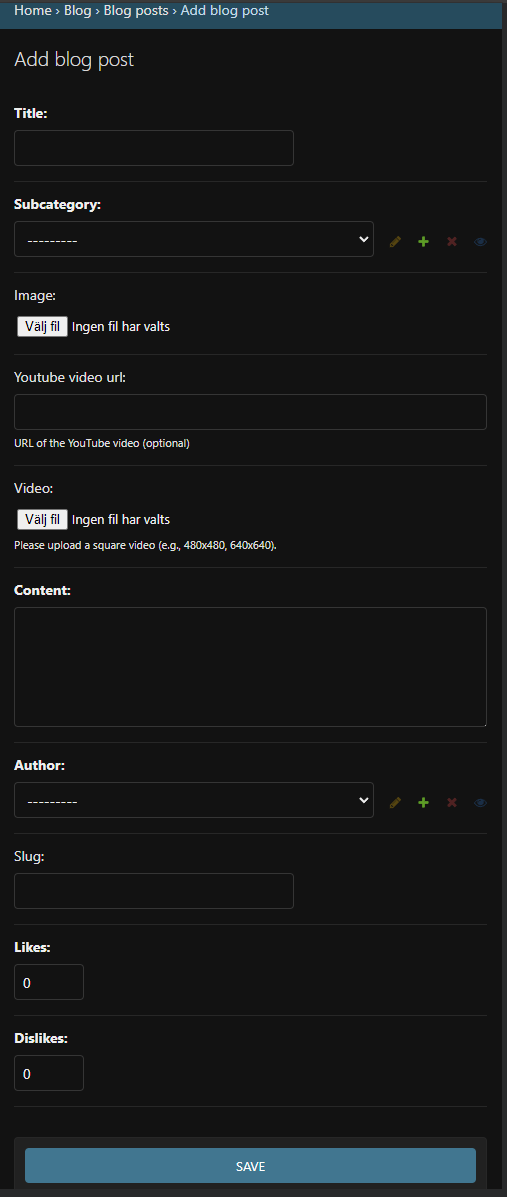 Home › Blog › Blog posts › Add blog post
Add blog post
Title:
Subcategory:
---------
Image:
Välj fil Ingen fil har valts
Youtube video url:
URL of the YouTube video (optional)
Video:
Välj fil Ingen fil har valts
Please upload a square video (e.g., 480x480, 640x640).
Content:
Author:
---------
Slug:
Likes:
0
Dislikes:
0
SAVE